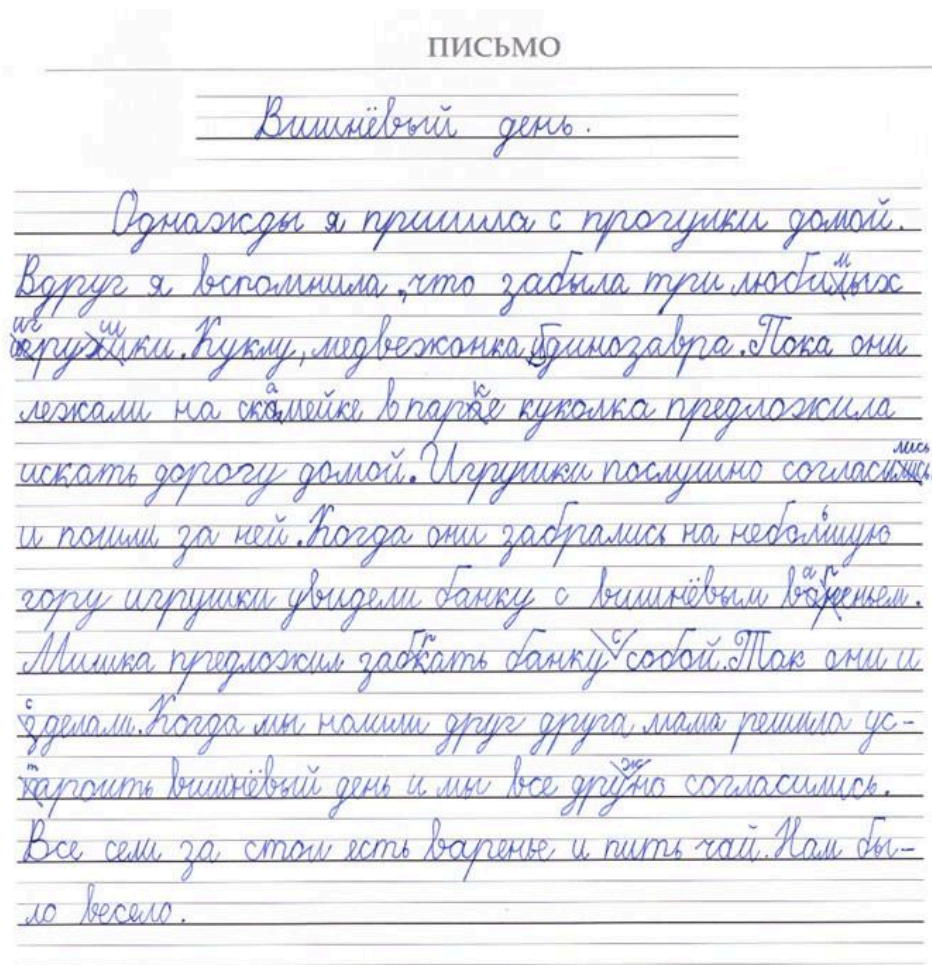 ПИСЬМО
Вишнёвый день.
Однажды я пришла с прогулки домой.
Вдруг я вспомнила, что забыла три любимых
игрушки. Куклу, медвежонка, динозавра. Пока они
лежали на скамейке в парке куколка предложила
искать дорогу домой. Игрушки послушно согласились
и пошли за ней. Когда они забрались на небольшую
гору игрушки увидели банку с вишнёвым вареньем.
Мишка предложил забрать банку с собой. Так они и
сделали. Когда мы нашли друг друга мама решила ус-
тароить вишнёвый день и мы все дружно согласились.
Все сели за стол есть варенье и пить чай. Нам бы-
ло весело.